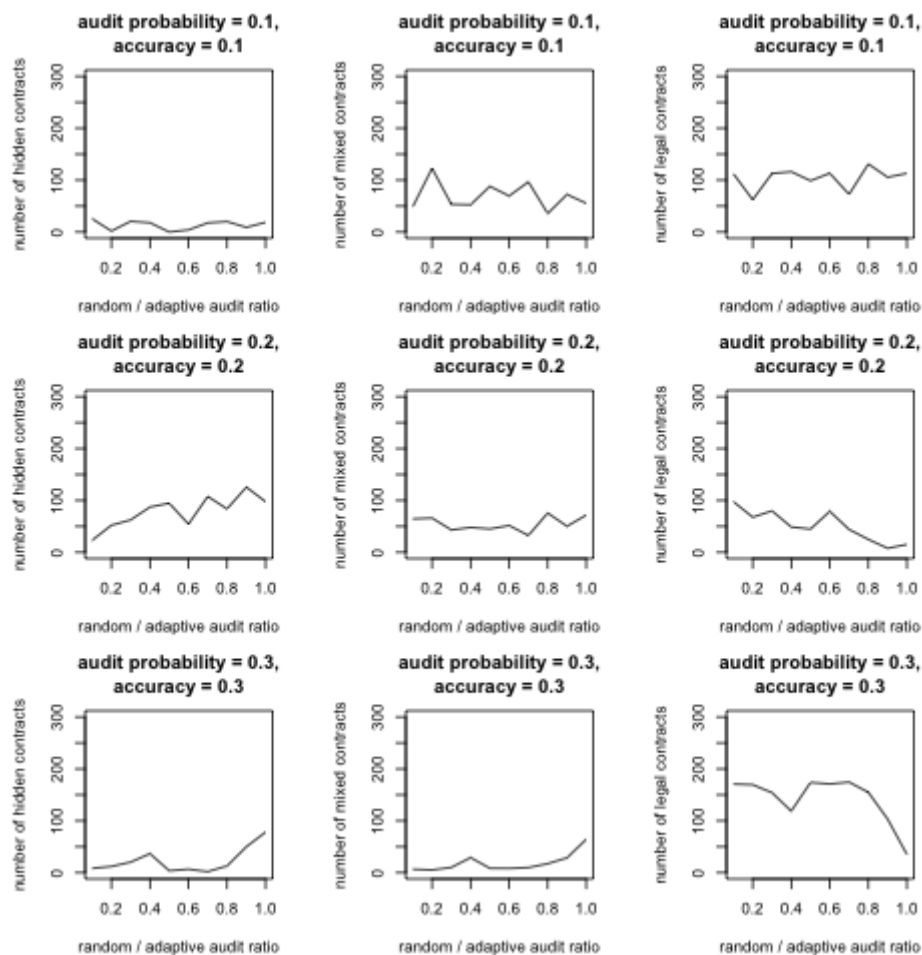 audit probability = 0.1,
accuracy = 0.1
number of hidden contracts
300
200
100
0
0.2 0.4 0.6 0.8 1.0
random / adaptive audit ratio
audit probability = 0.1,
accuracy = 0.1
number of mixed contracts
300
200
100
0
0.2 0.4 0.6 0.8 1.0
random / adaptive audit ratio
audit probability = 0.1,
accuracy = 0.1
number of legal contracts
300
200
100
0
0.2 0.4 0.6 0.8 1.0
random / adaptive audit ratio
audit probability = 0.2,
accuracy = 0.2
number of hidden contracts
300
200
100
0
0.2 0.4 0.6 0.8 1.0
random / adaptive audit ratio
audit probability = 0.2,
accuracy = 0.2
number of mixed contracts
300
200
100
0
0.2 0.4 0.6 0.8 1.0
random / adaptive audit ratio
audit probability = 0.2,
accuracy = 0.2
number of legal contracts
300
200
100
0
0.2 0.4 0.6 0.8 1.0
random / adaptive audit ratio
audit probability = 0.3,
accuracy = 0.3
number of hidden contracts
300
200
100
0
0.2 0.4 0.6 0.8 1.0
random / adaptive audit ratio
audit probability = 0.3,
accuracy = 0.3
number of mixed contracts
300
200
100
0
0.2 0.4 0.6 0.8 1.0
random / adaptive audit ratio
audit probability = 0.3,
accuracy = 0.3
number of legal contracts
300
200
100
0
0.2 0.4 0.6 0.8 1.0
random / adaptive audit ratio